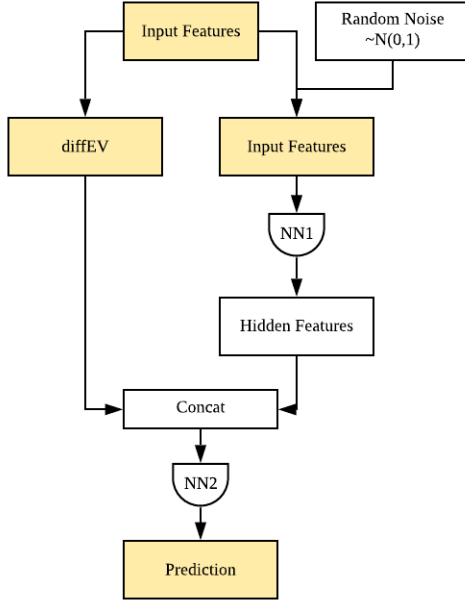 Input Features
Random Noise
~N(0,1)
diffEV
Input Features
NN1
Hidden Features
Concat
NN2
Prediction